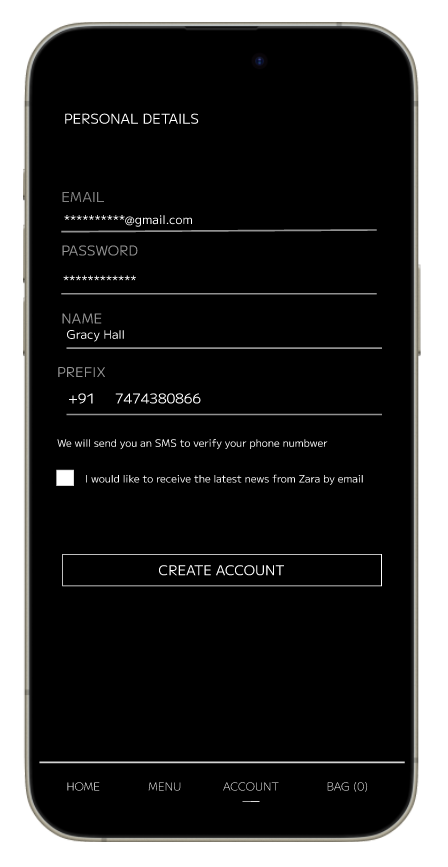 PERSONAL DETAILS
EMAIL
**********@gmail.com
PASSWORD
************
NAME
Gracy Hall
PREFIX
+91 7474380866
We will send you an SMS to verify your phone numbwer
I would like to receive the latest news from Zara by email
CREATE ACCOUNT
HOME MENU ACCOUNT BAG (0)